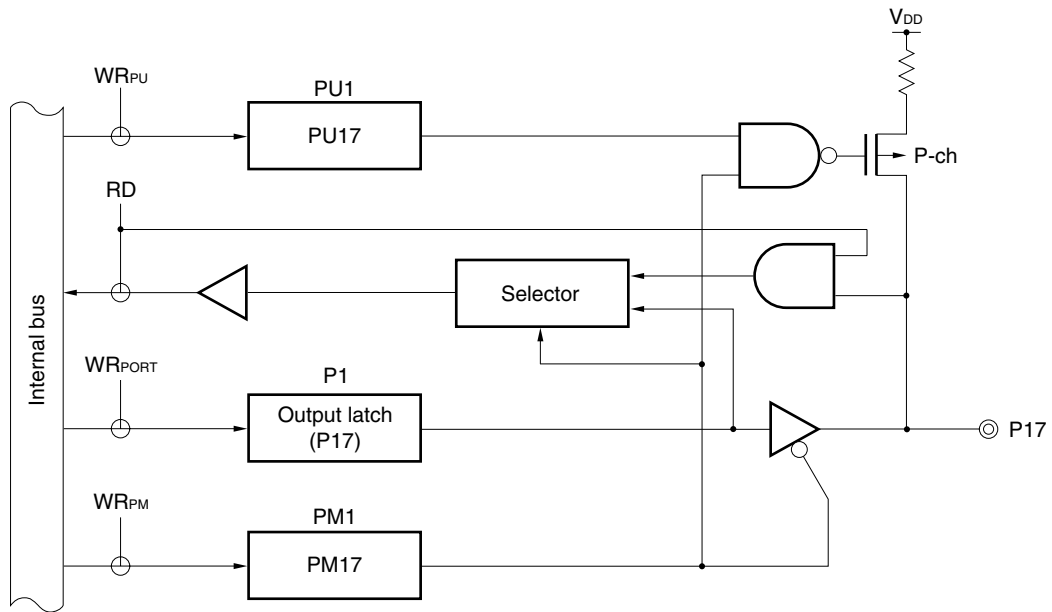 VDD
WRPU
PU1
PU17
P-ch
RD
Selector
Internal bus
WRPORT
P1
Output latch
(P17)
P17
WRPM
PM1
PM17